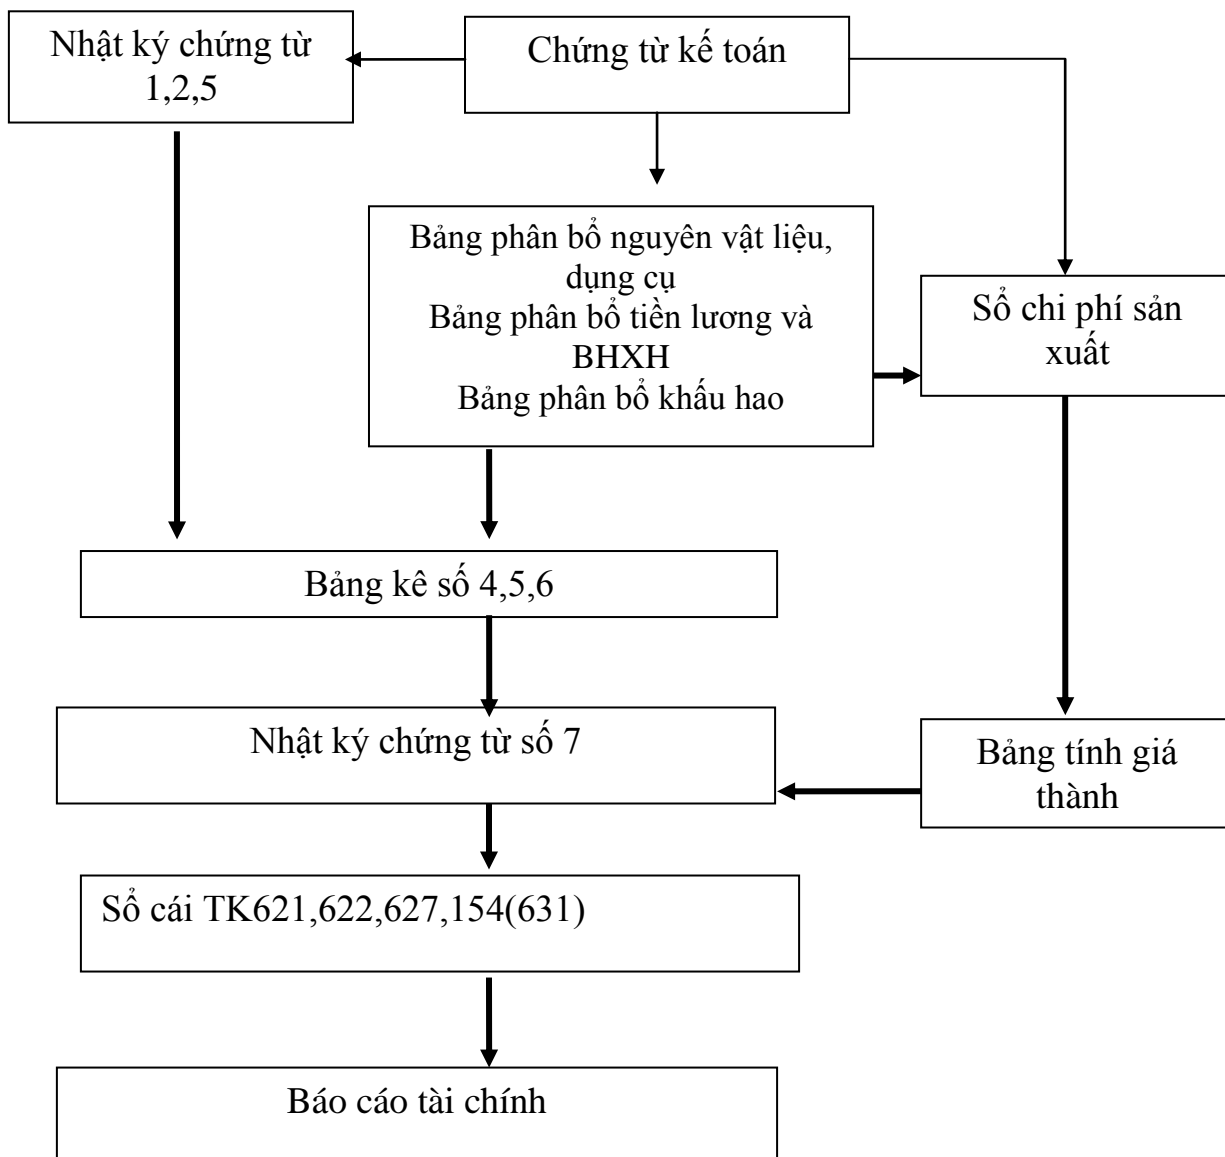 Nhật ký chứng từ
1,2,5
Chứng từ kế toán
Bảng phân bổ nguyên vật liệu,
dụng cụ
Bảng phân bổ tiền lương và
BHXH
Bảng phân bổ khấu hao
Sổ chi phí sản
xuất
Bảng kê số 4,5,6
Nhật ký chứng từ số 7
Bảng tính giá
thành
Sổ cái TK621,622,627,154(631)
Báo cáo tài chính